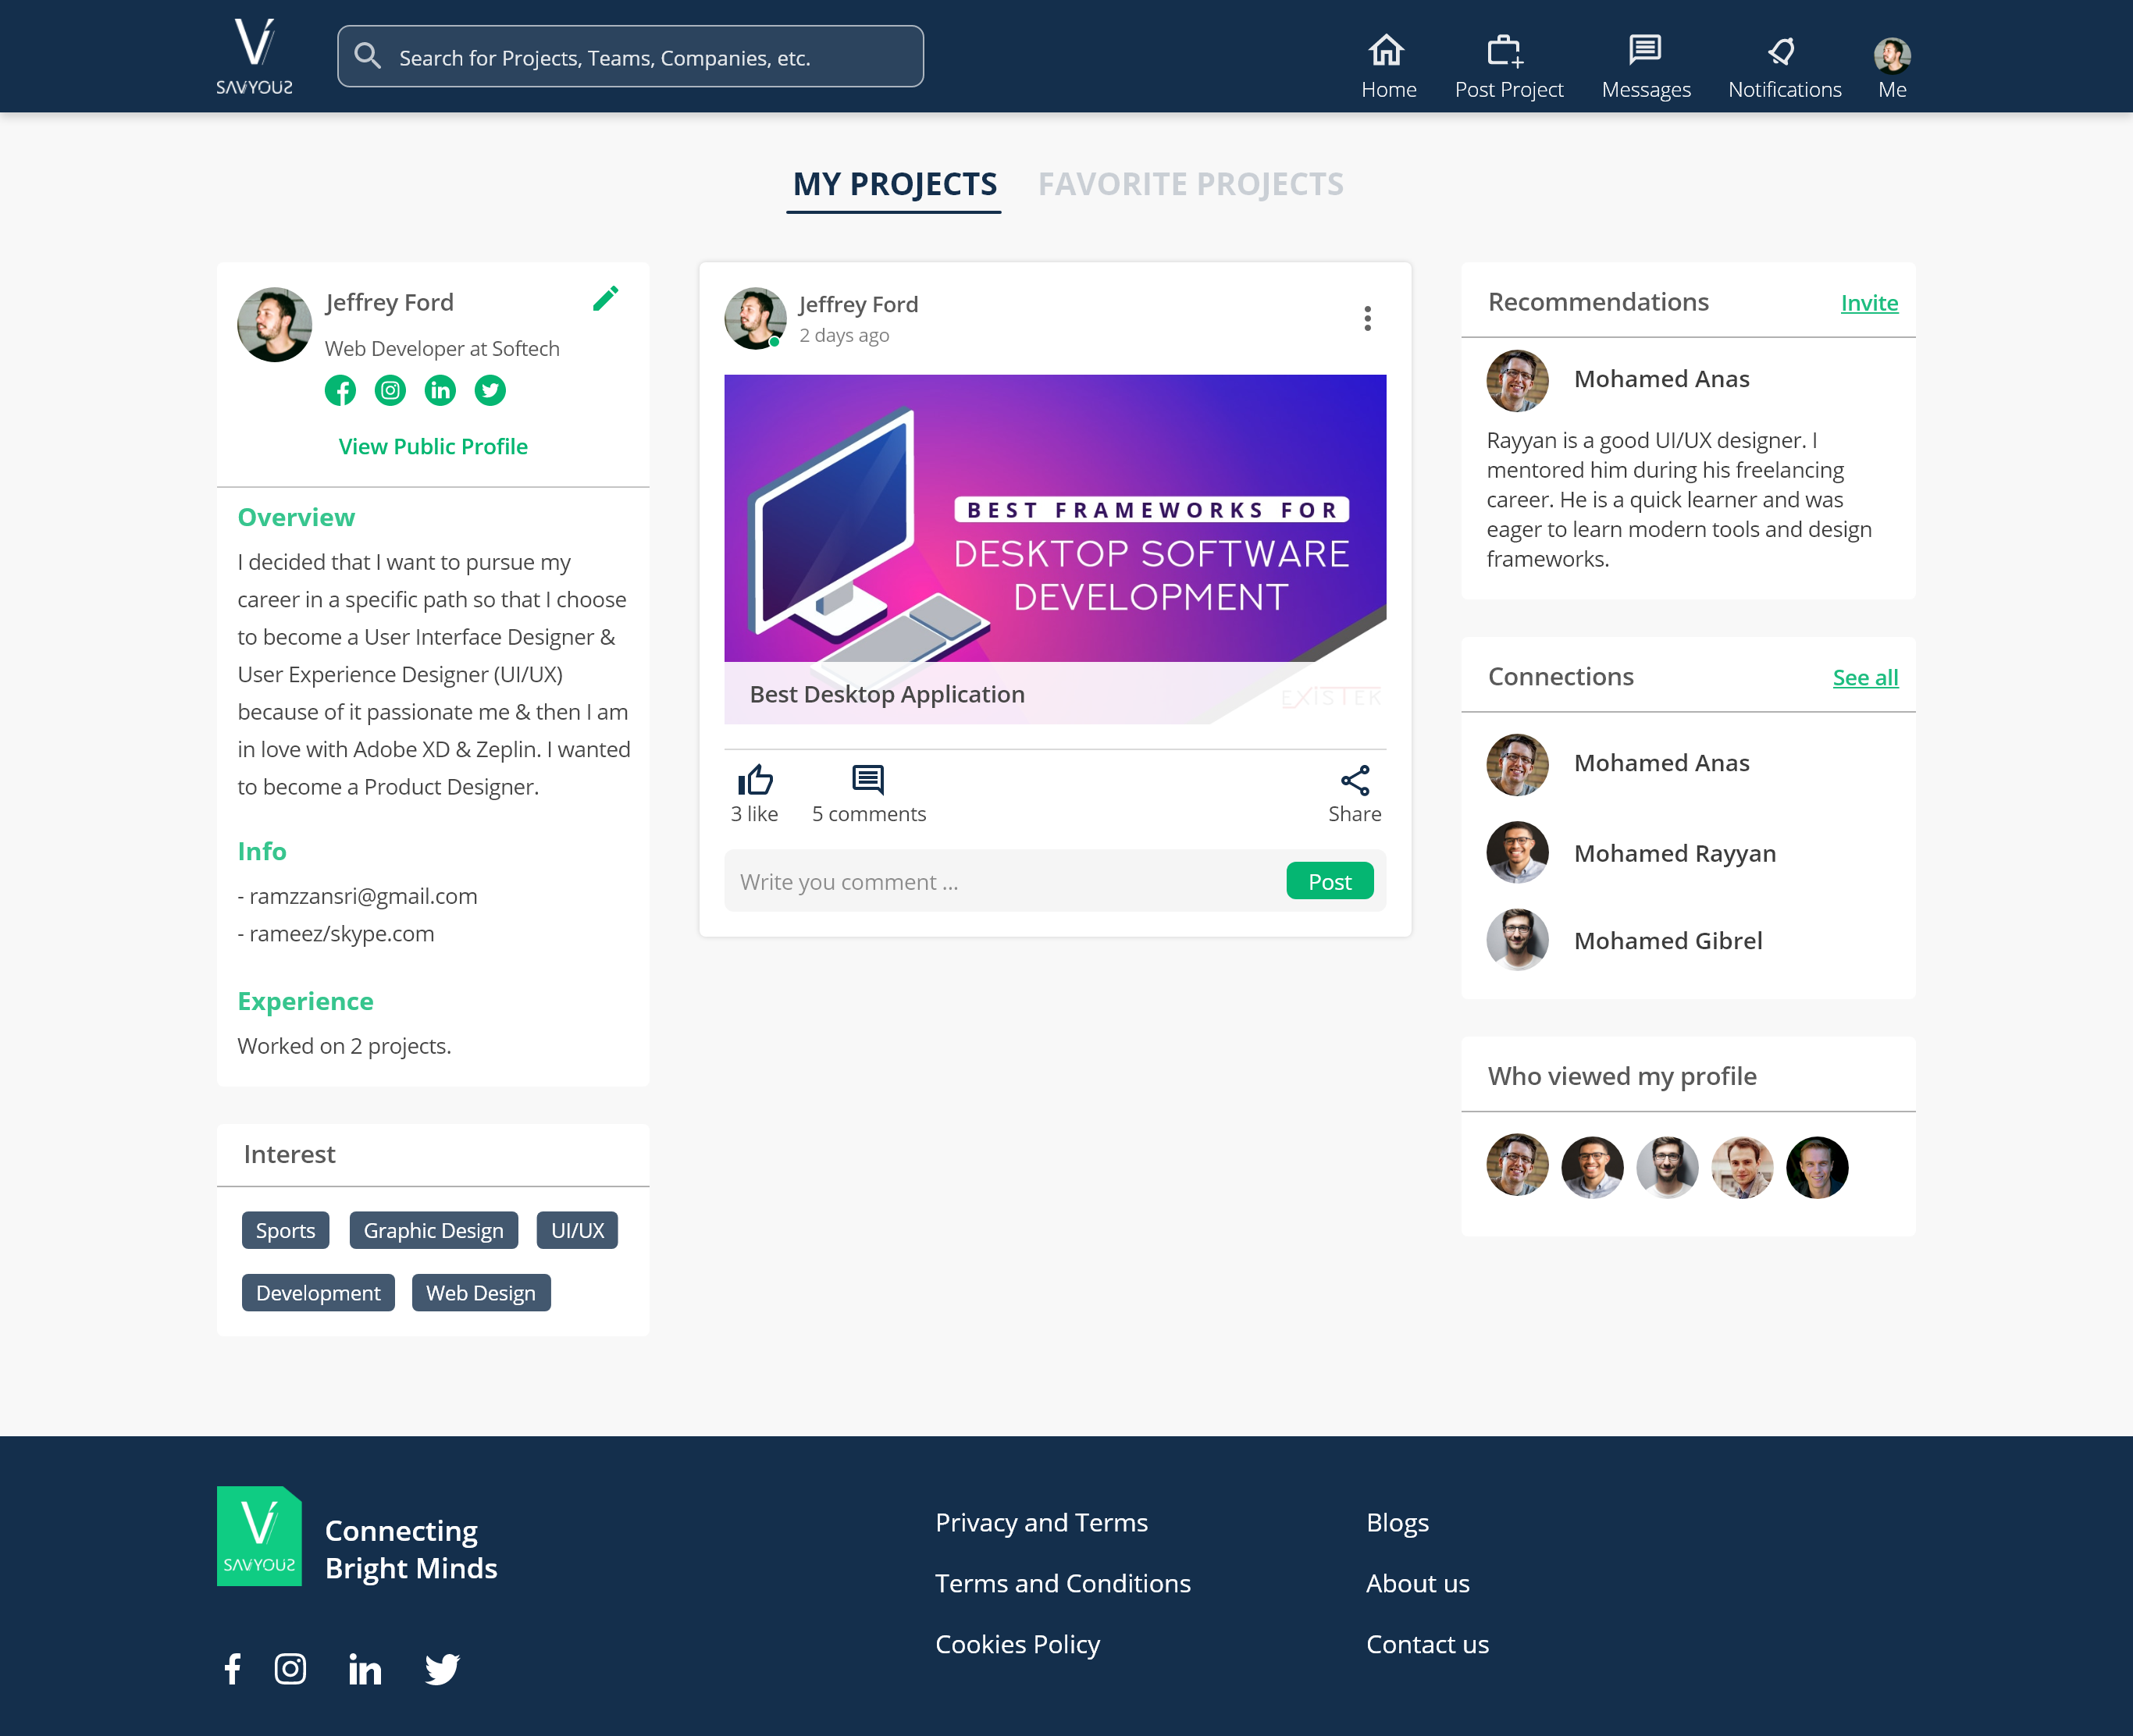 SAVYOUS
Search for Projects, Teams, Companies, etc.
Home
Post Project
Messages
Notifications
Me
MY PROJECTS
FAVORITE PROJECTS
Jeffrey Ford
Web Developer at Softech
View Public Profile
Overview
I decided that I want to pursue my
career in a specific path so that I choose
to become a User Interface Designer &
User Experience Designer (UI/UX)
because of it passionate me & then I am
in love with Adobe XD & Zeplin. I wanted
to become a Product Designer.
Info
- ramzzansri@gmail.com
- rameez/skype.com
Experience
Worked on 2 projects.
Interest
Sports
Graphic Design
UI/UX
Development
Web Design
Jeffrey Ford
2 days ago
BEST FRAMEWORKS FOR
DESKTOP SOFTWARE
DEVELOPMENT
Best Desktop Application
EXISTEK
3 like
5 comments
Share
Write you comment ...
Post
Recommendations
Invite
Mohamed Anas
Rayyan is a good UI/UX designer. I
mentored him during his freelancing
career. He is a quick learner and was
eager to learn modern tools and design
frameworks.
Connections
See all
Mohamed Anas
Mohamed Rayyan
Mohamed Gibrel
Who viewed my profile
SAVYOUS
Connecting
Bright Minds
Privacy and Terms
Terms and Conditions
Cookies Policy
Blogs
About us
Contact us